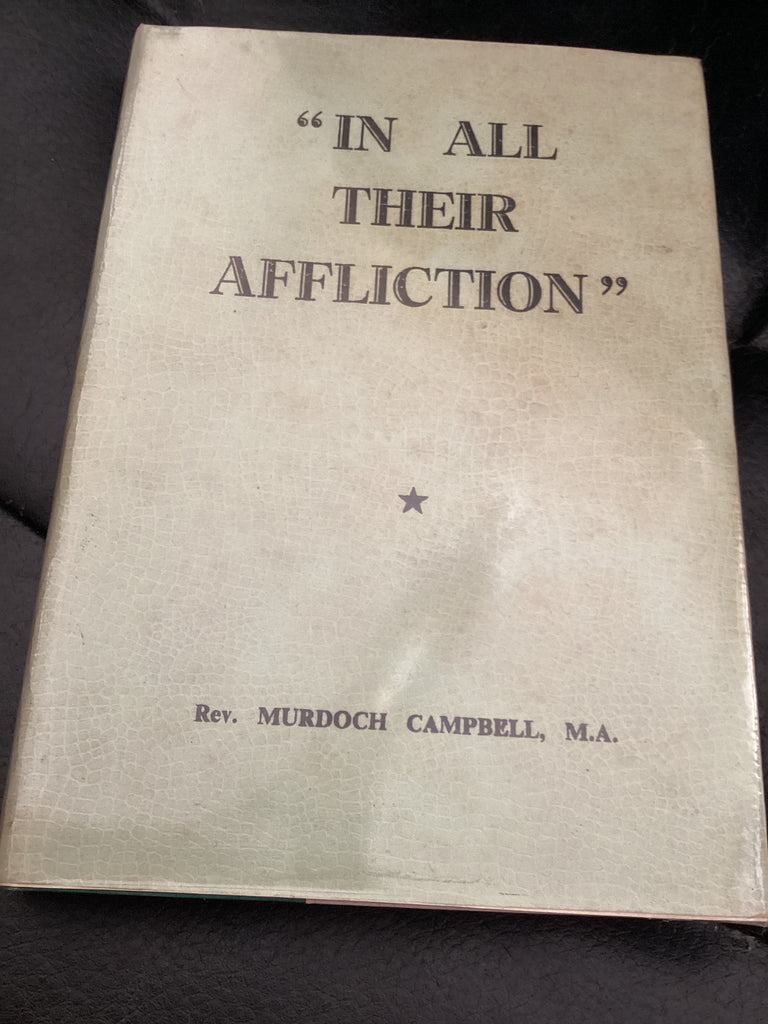 “IN ALL
THEIR
AFFLICTION”
Rev. MURDOCH CAMPBELL, M.A.